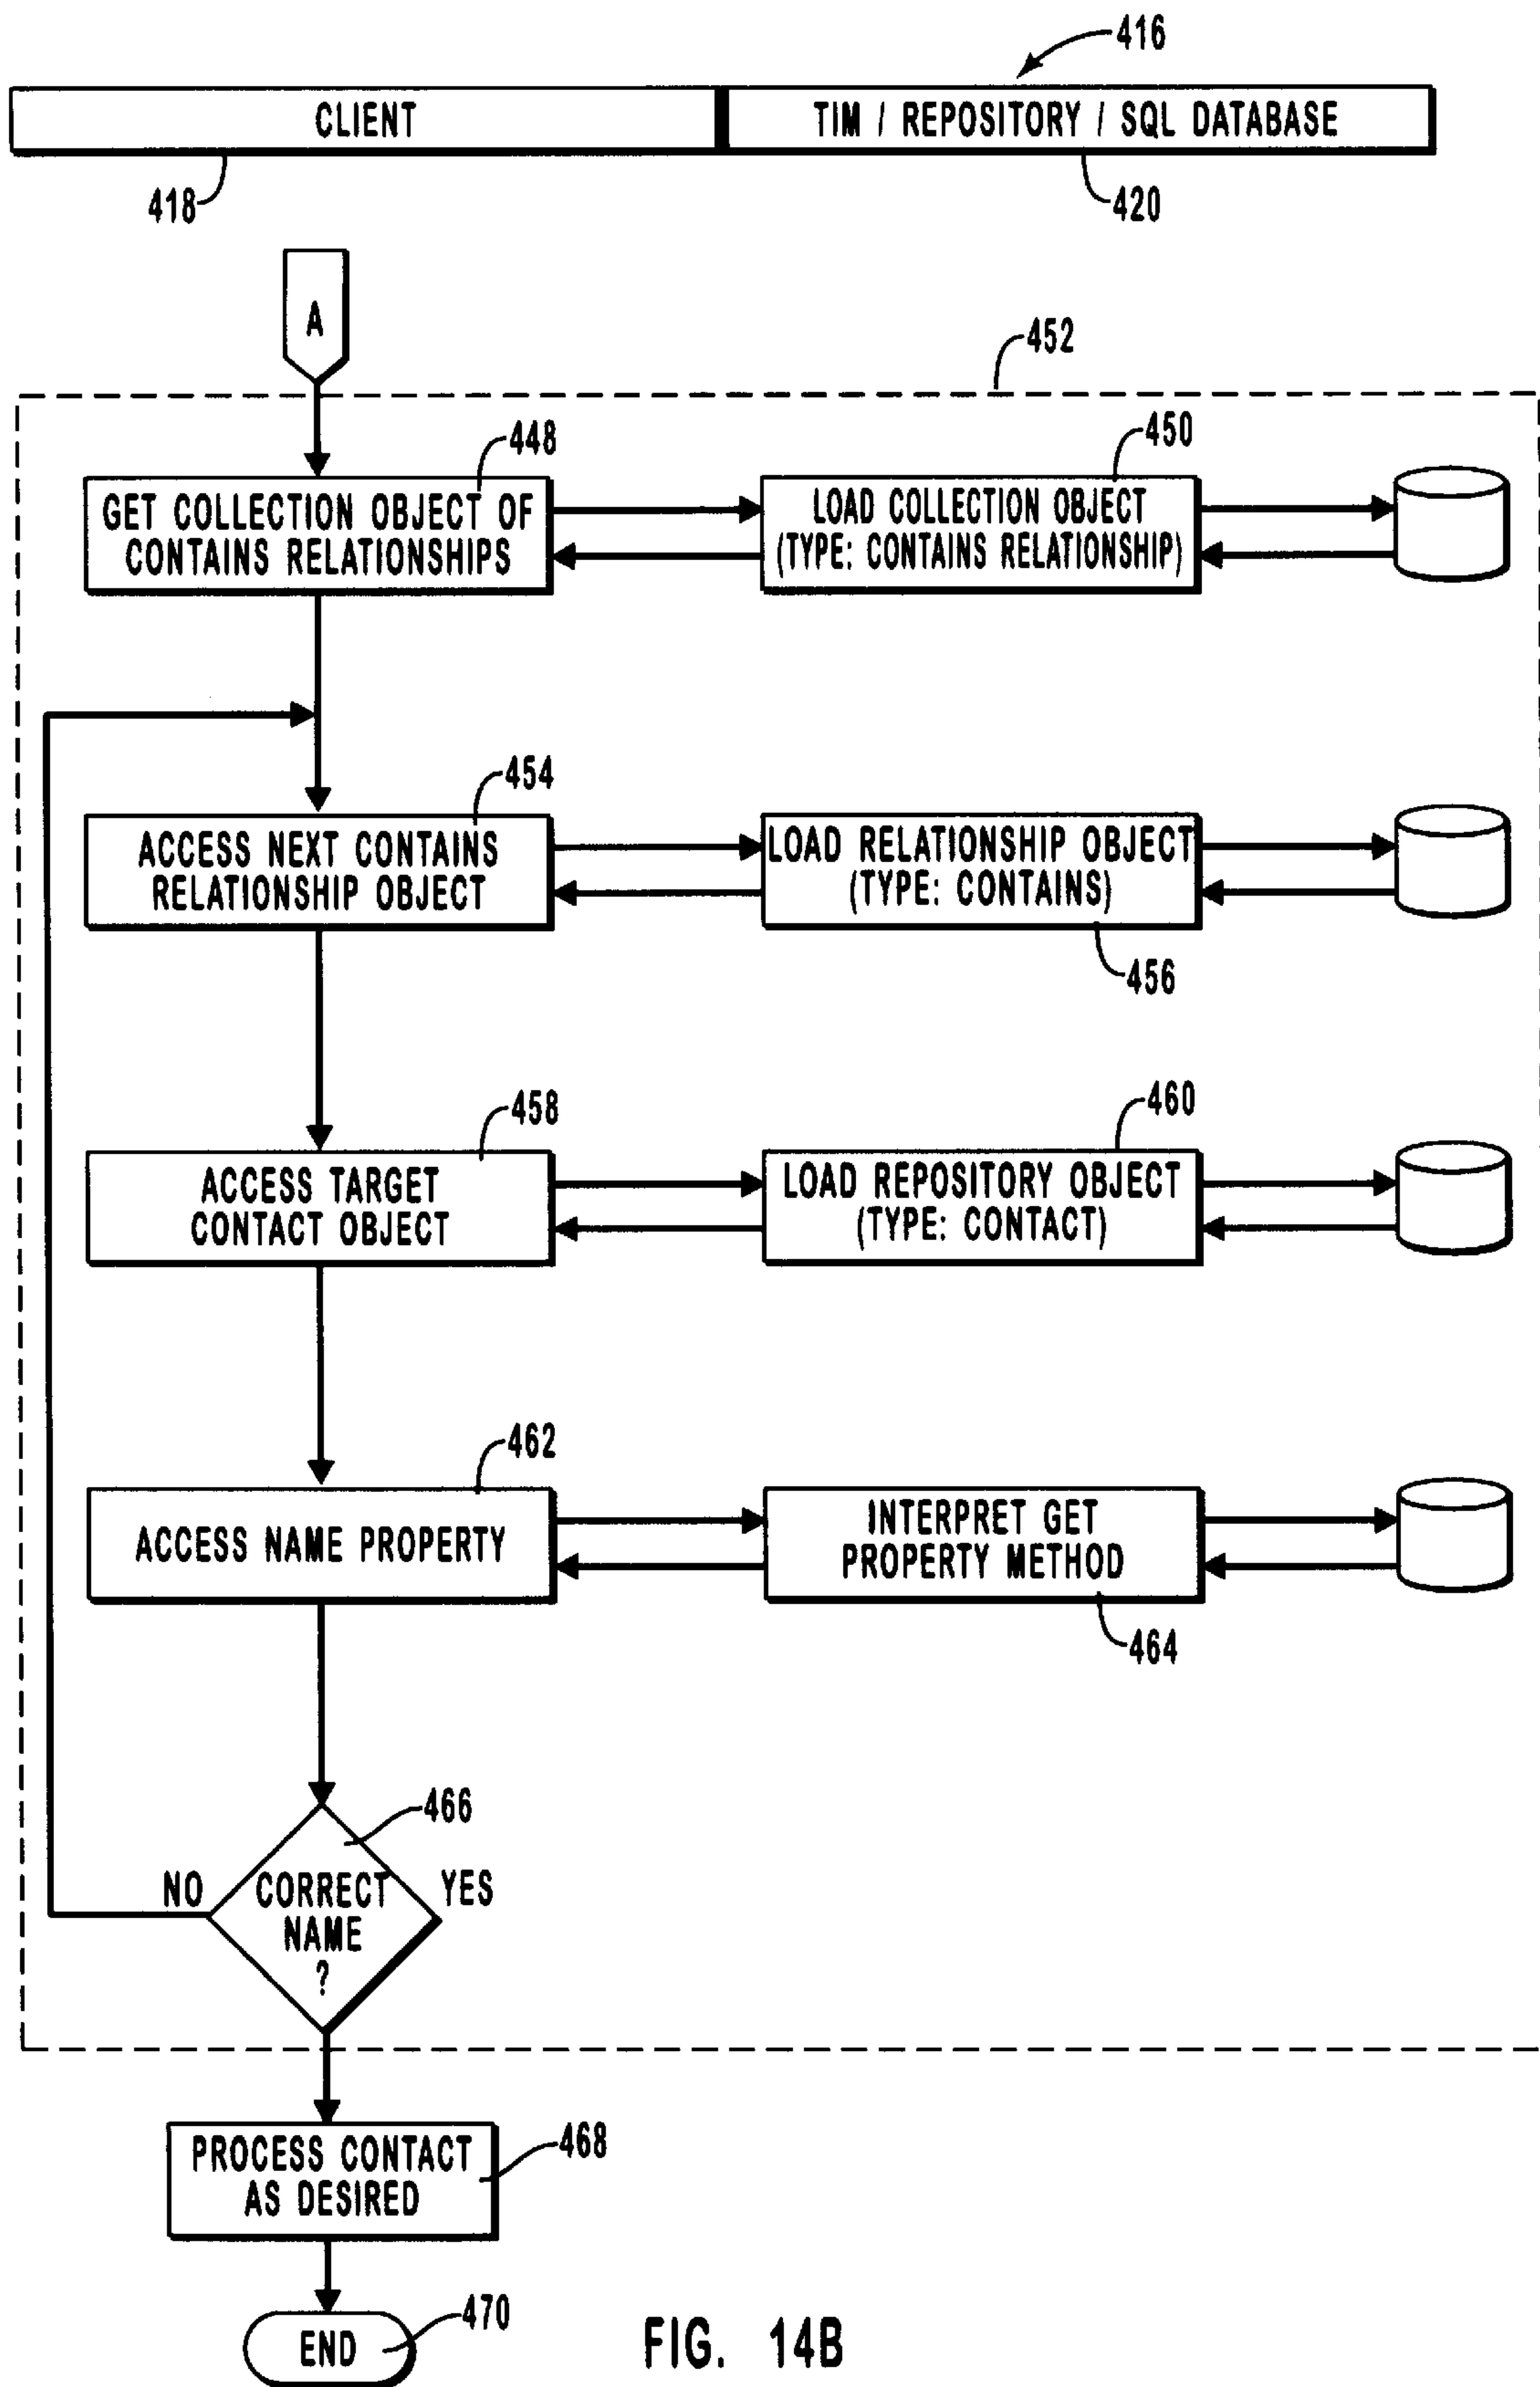 416
CLIENT
TIM / REPOSITORY / SQL DATABASE
418
420
A
452
448
450
GET COLLECTION OBJECT OF
CONTAINS RELATIONSHIPS
LOAD COLLECTION OBJECT
(TYPE: CONTAINS RELATIONSHIP)
454
ACCESS NEXT CONTAINS
RELATIONSHIP OBJECT
LOAD RELATIONSHIP OBJECT
(TYPE: CONTAINS)
456
458
460
ACCESS TARGET
CONTACT OBJECT
LOAD REPOSITORY OBJECT
(TYPE: CONTACT)
462
ACCESS NAME PROPERTY
INTERPRET GET
PROPERTY METHOD
464
466
NO
YES
CORRECT
NAME
?
PROCESS CONTACT
AS DESIRED
468
END
470
FIG. 14B